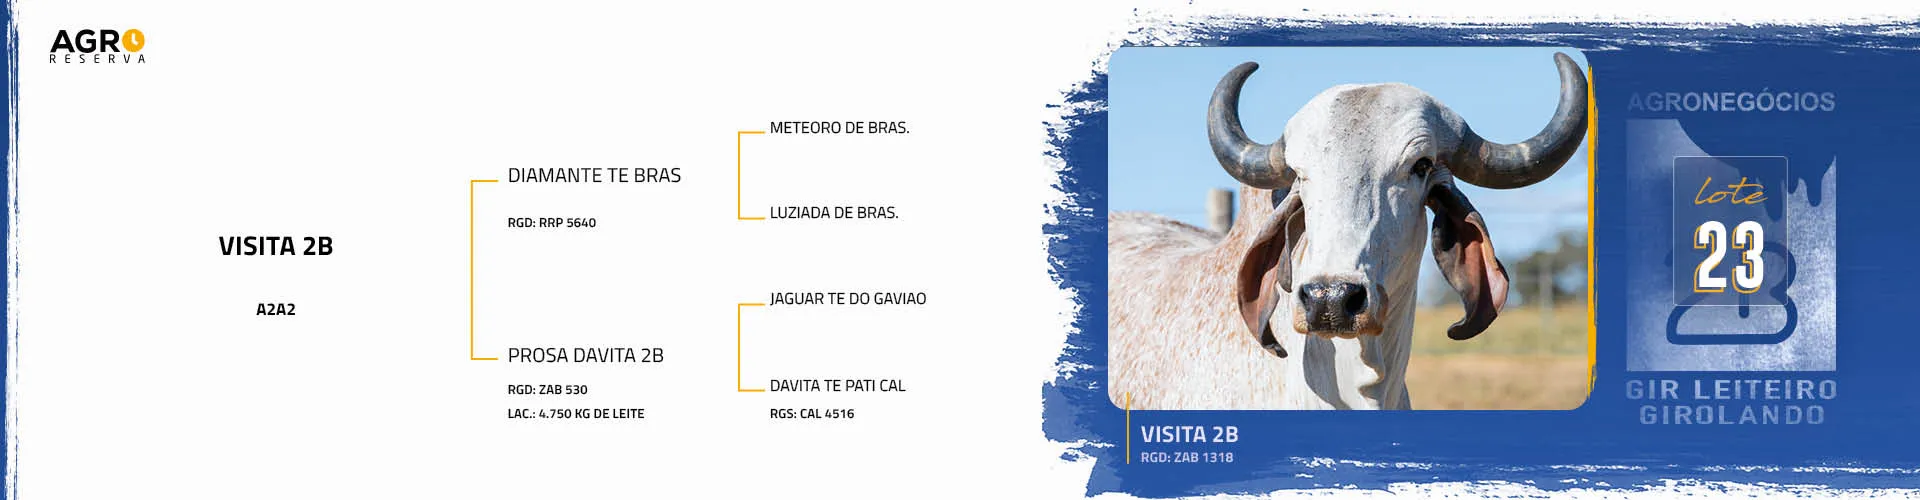 AGRO
RESERVA
VISITA 2B
A2A2
DIAMANTE TE BRAS
RGD: RRP 5640
PROSA DAVITA 2B
RGD: ZAB 530
LAC.: 4.750 KG DE LEITE
METEORO DE BRAS.
LUZIADA DE BRAS.
JAGUAR TE DO GAVIAO
DAVITA TE PATI CAL
RGS: CAL 4516
VISITA 2B
RGD: ZAB 1318
AGRONEGÓCIOS
lote
23
GIR LEITEIRO
GIROLANDO